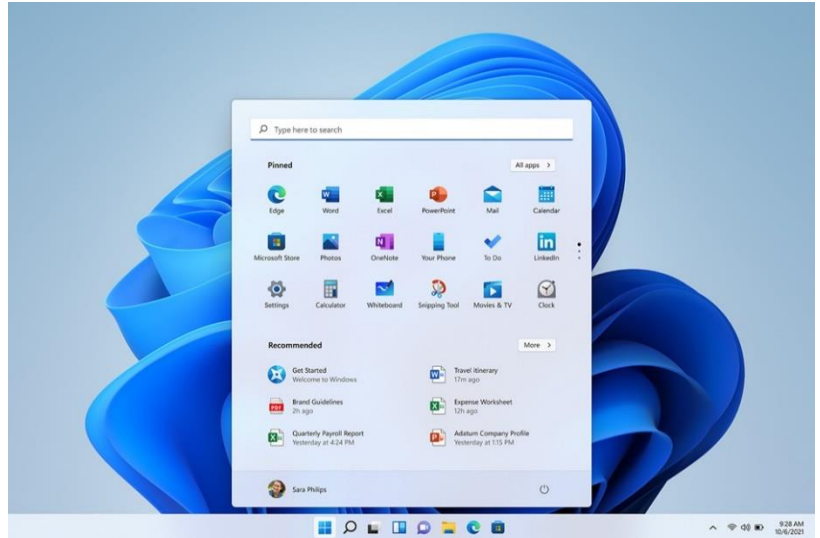 Type here to search
Pinned
All apps >
Edge
Word
Excel
PowerPoint
Mail
Calendar
Microsoft Store
Photos
OneNote
Your Phone
To Do
LinkedIn
Settings
Calculator
Whiteboard
Snipping Tool
Movies & TV
Clock
Recommended
More >
Get Started
Welcome to Windows
Travel itinerary
17m ago
Brand Guidelines
2h ago
Expense Worksheet
12h ago
Quarterly Payroll Report
Yesterday at 4:24 PM
Adatum Company Profile
Yesterday at 1:15 PM
Sara Philips
9:28 AM
10/6/2021